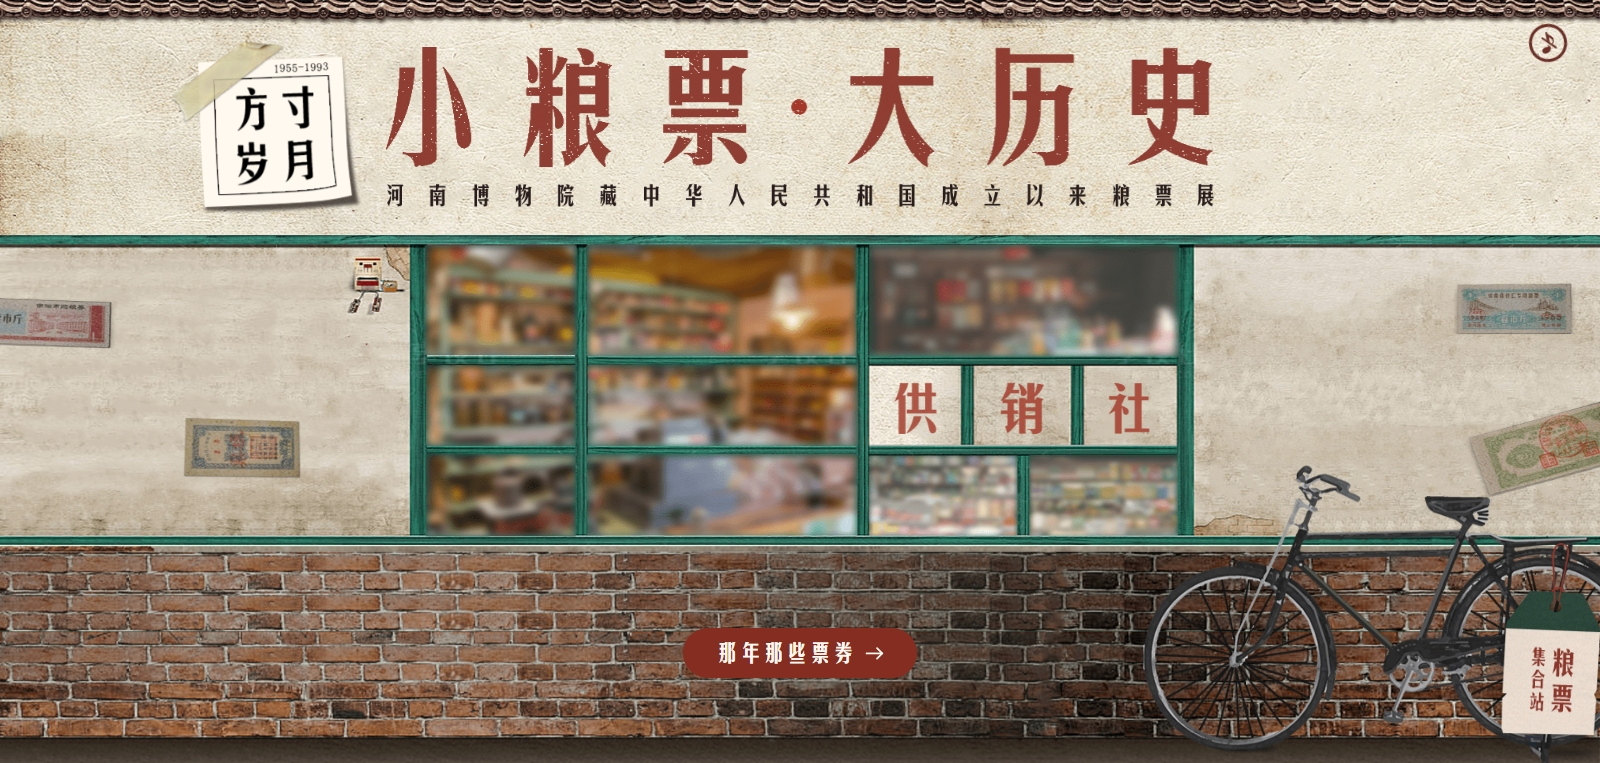 1955-1993
方寸
岁月
小粮票·大历史
河南博物院藏中华人民共和国成立以来粮票展
供销社
那年那些票券 →
粮票
集合站